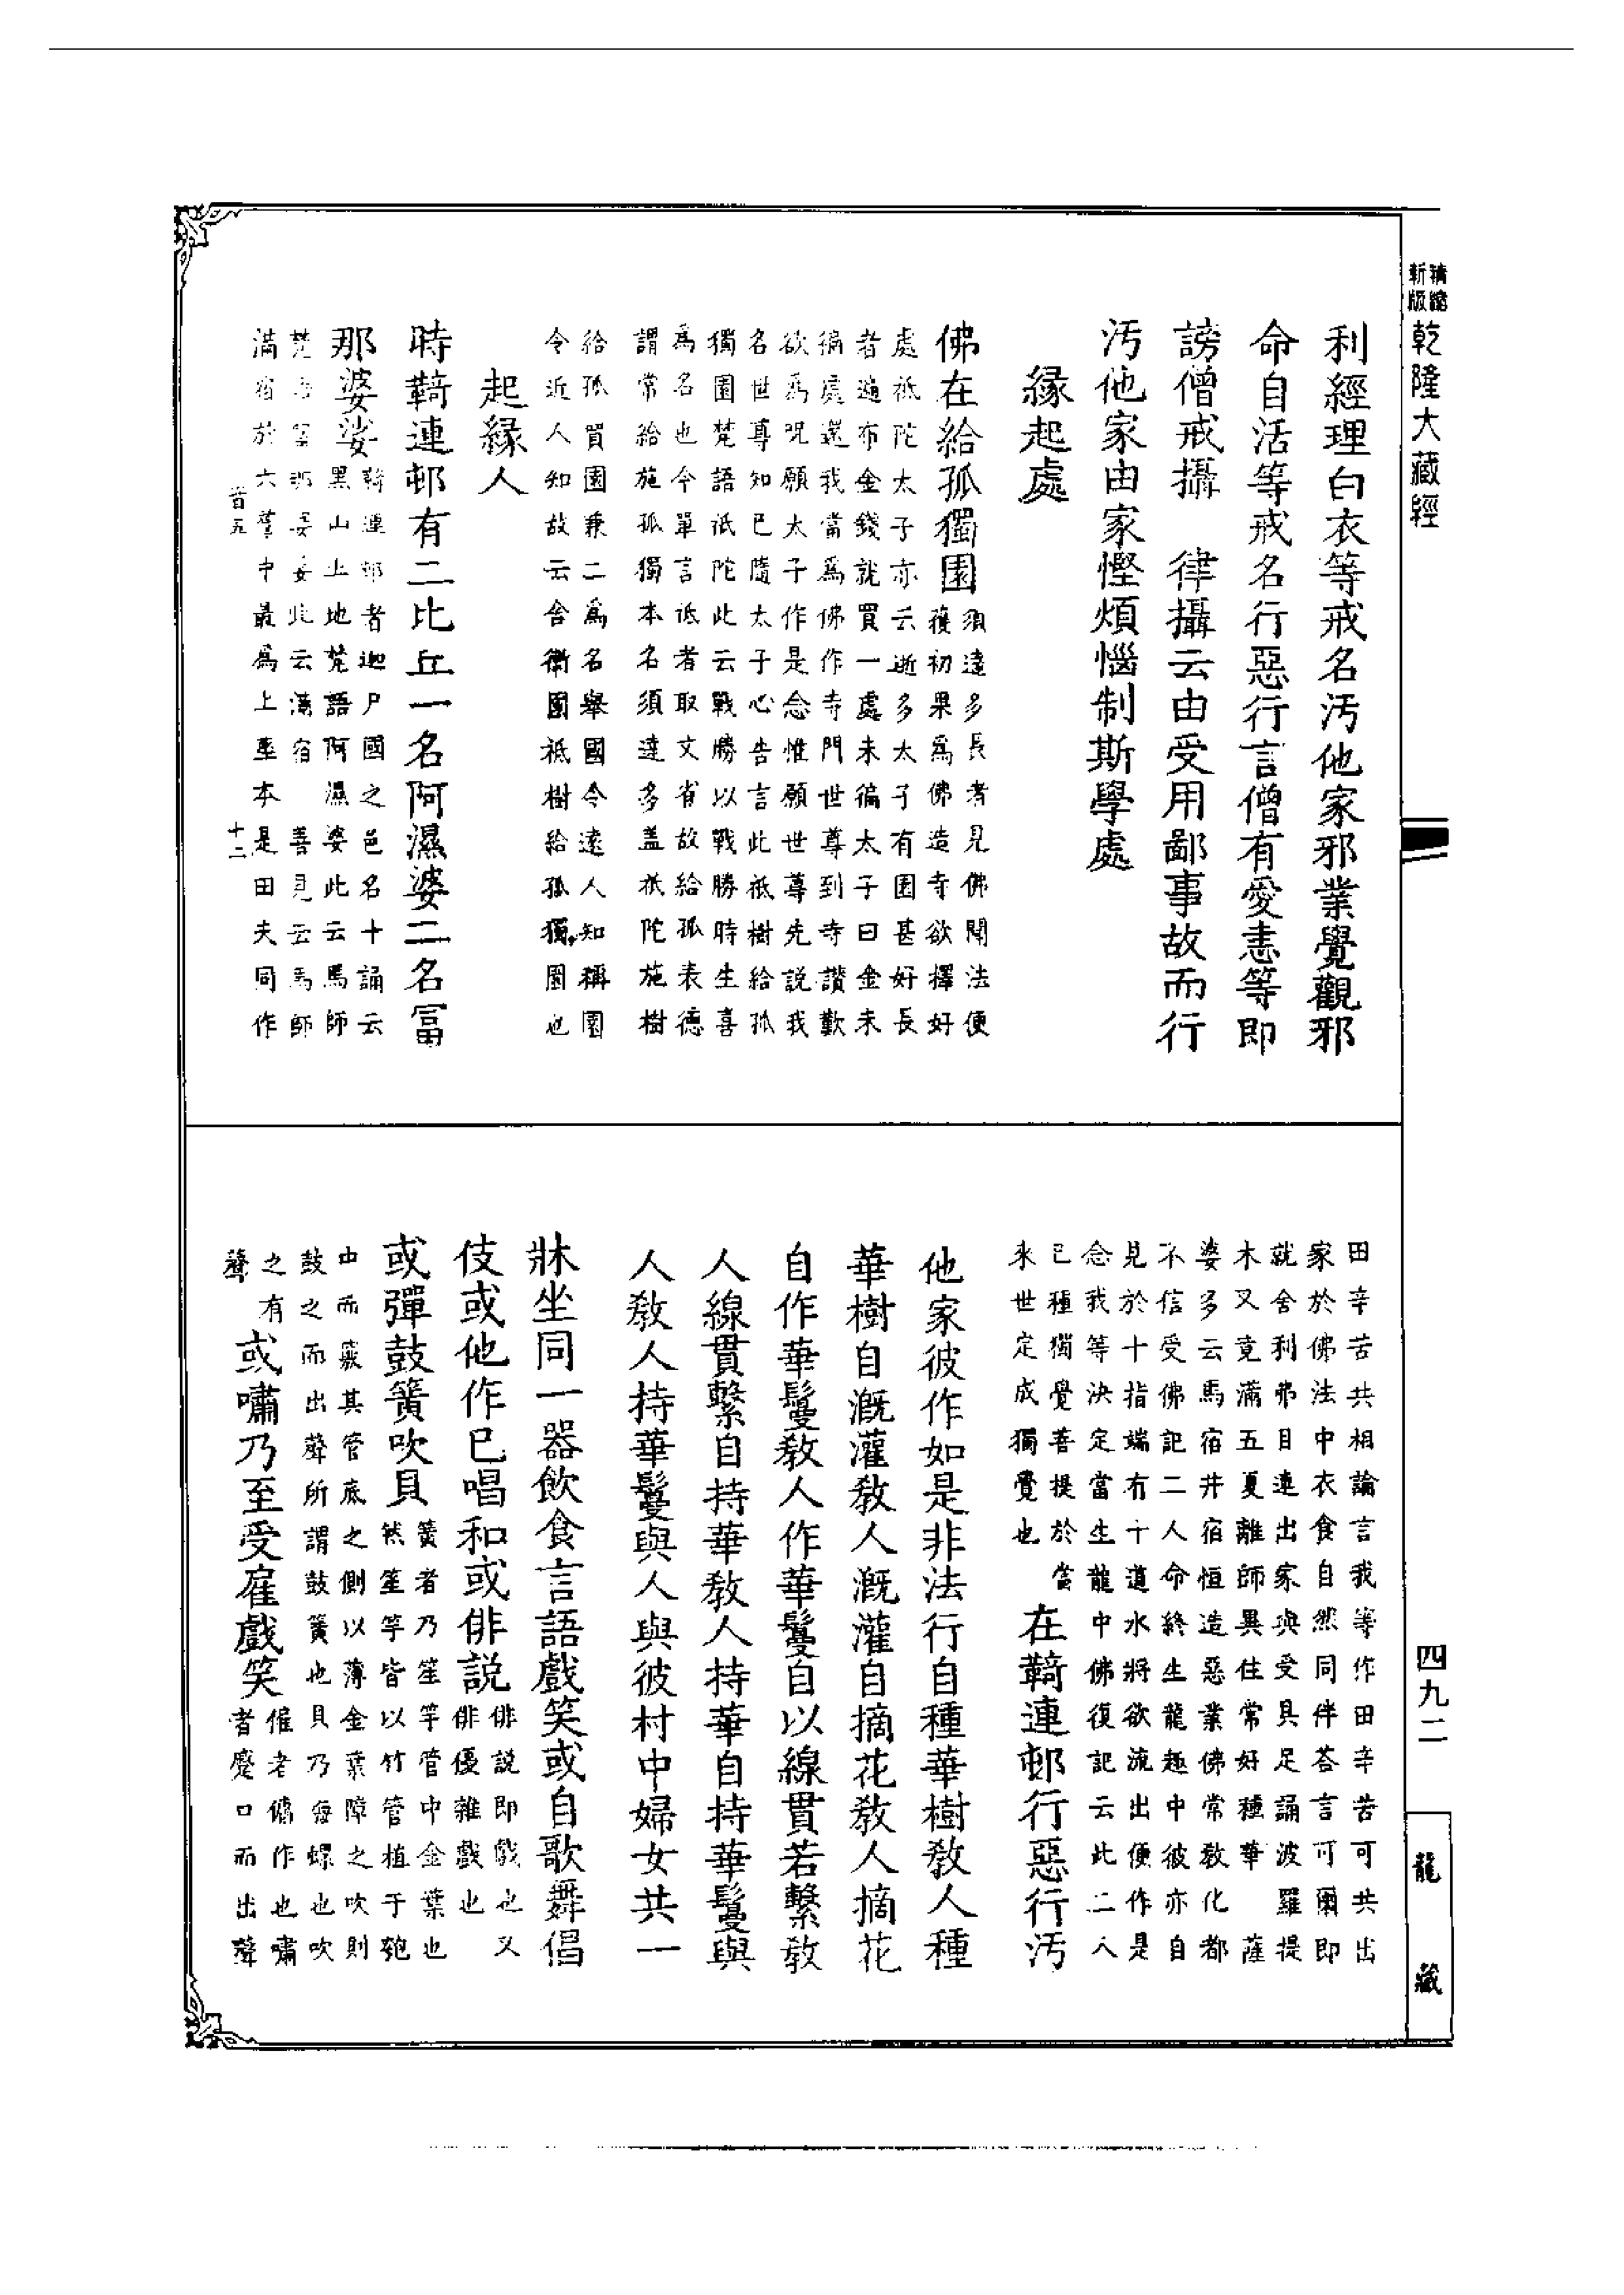 精縮
新版
乾隆大藏經
利經理白衣等戒名汚他家邪業覺觀邪
命自活等戒名行惡行言僧有愛恚等即
謗僧戒攝　律攝云由受用鄙事故而行
汚他家由家慳煩惱制斯學處
緣起處
佛在給孤獨園須達多長者見佛聞法便
獲初果爲佛造寺欲擇好
處祗陀太子亦云逝多太子有園甚好長
者遍布金錢就買一處未徧太子曰金未
徧處還我當爲佛作寺門世尊到寺讚歎
欲爲呪願太子作是念惟願世尊先說我
名世尊知已隨太子心告言此祗樹給孤
獨園梵語祗陀此云戰勝以戰勝時生喜
爲名也今單言祗者取文省故給孤表德
謂常給施孤獨本名須達多蓋祗陀施樹
給孤買園兼二爲名舉國令遠人知稱園
令近人知故云舍衛國祗樹給孤獨園也
起緣人
時鞞連邨有二比丘一名阿濕婆二名冨
那婆娑鞞連邨者迦尸國之邑名十誦云
黑山土地梵語阿濕婆此云馬師
梵語冨那婆娑此云滿宿　善見云馬師
滿宿於六羣中最爲上座本是田夫同作
昔五
十二
田辛苦共相論言我等作田辛苦可共出
家於佛法中衣食自然同伴答言可爾即
就舍利弗目連出家與受具足誦波羅提
木叉竟滿五夏離師異住常好種華　薩
婆多云馬宿井宿恒造惡業佛常教化都
不信受佛記二人命終生龍趣中彼亦自
見於十指端有十道水將欲流出便作是
念我等決定當生龍中佛復記云此二人
已種獨覺菩提於當
來世定成獨覺也
在鞞連邨行惡行汚
他家彼作如是非法行自種華樹教人種
華樹自漑灌教人漑灌自摘花教人摘花
自作華鬘教人作華鬘自以線貫若繫教
人線貫繫自持華教人持華自持華鬘與
人教人持華鬘與人與彼村中婦女共一
牀坐同一器飲食言語戲笑或自歌舞倡
伎或他作已唱和或俳說俳說即戲也又
俳優雜戲也
或彈鼓簧吹貝簧者乃笙竽管中金葉也
然笙竽皆以竹管植于匏
中而竅其管底之側以薄金葉障之吹則
鼓之而出聲所謂鼓簧也貝乃海螺也吹
之有
聲
或嘯乃至受雇戲笑僱者傭作也嘯
者蹙口而出聲
四九二
龍
藏